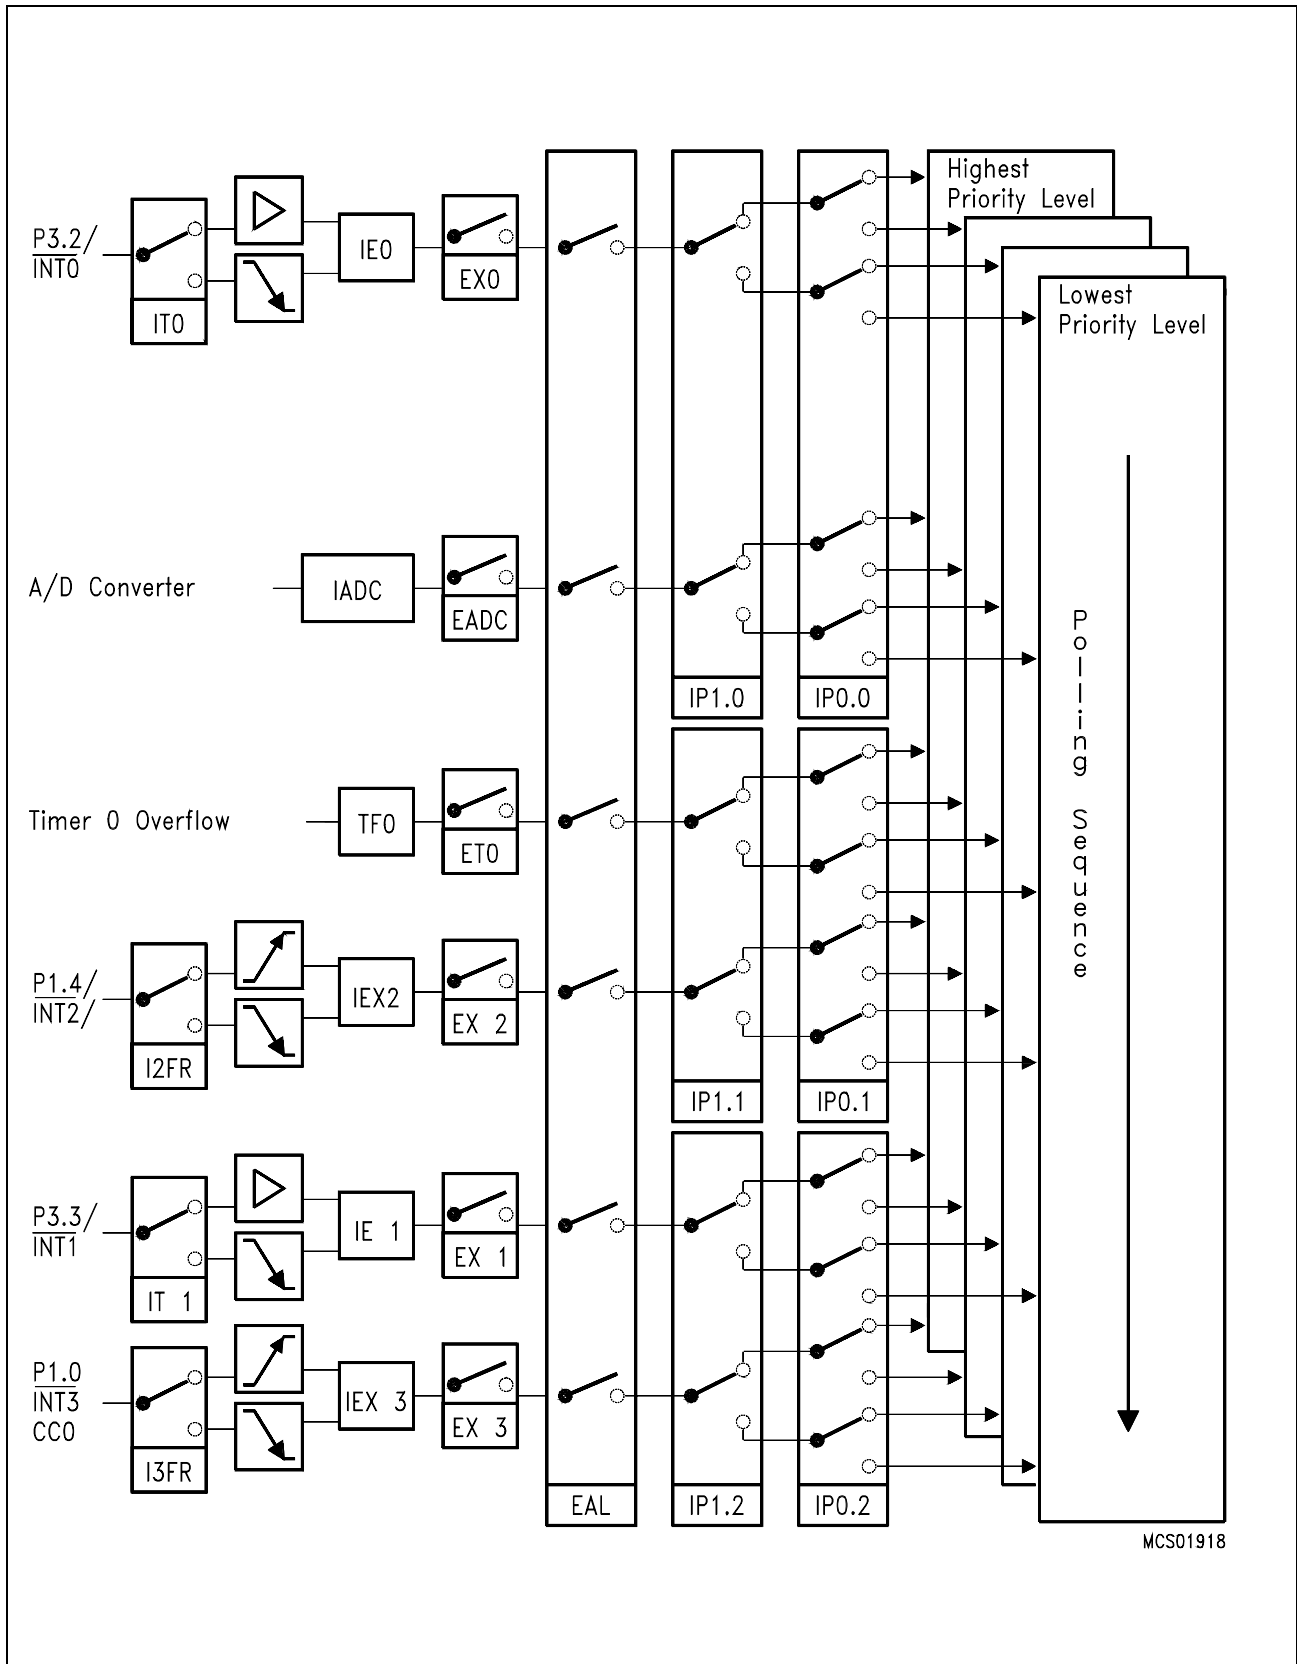 Highest
Priority Level
P3.2/
INT0
IE0
EX0
IT0
Lowest
Priority Level
A/D Converter
IADC
EADC
IP1.0
IP0.0
Polling Sequence
Timer 0 Overflow
TF0
ET0
P1.4/
INT2/
IEX2
EX 2
I2FR
IP1.1
IP0.1
P3.3/
INT1
IE 1
EX 1
IT 1
P1.0
INT3
CC0
IEX 3
EX 3
I3FR
EAL
IP1.2
IP0.2
MCS01918